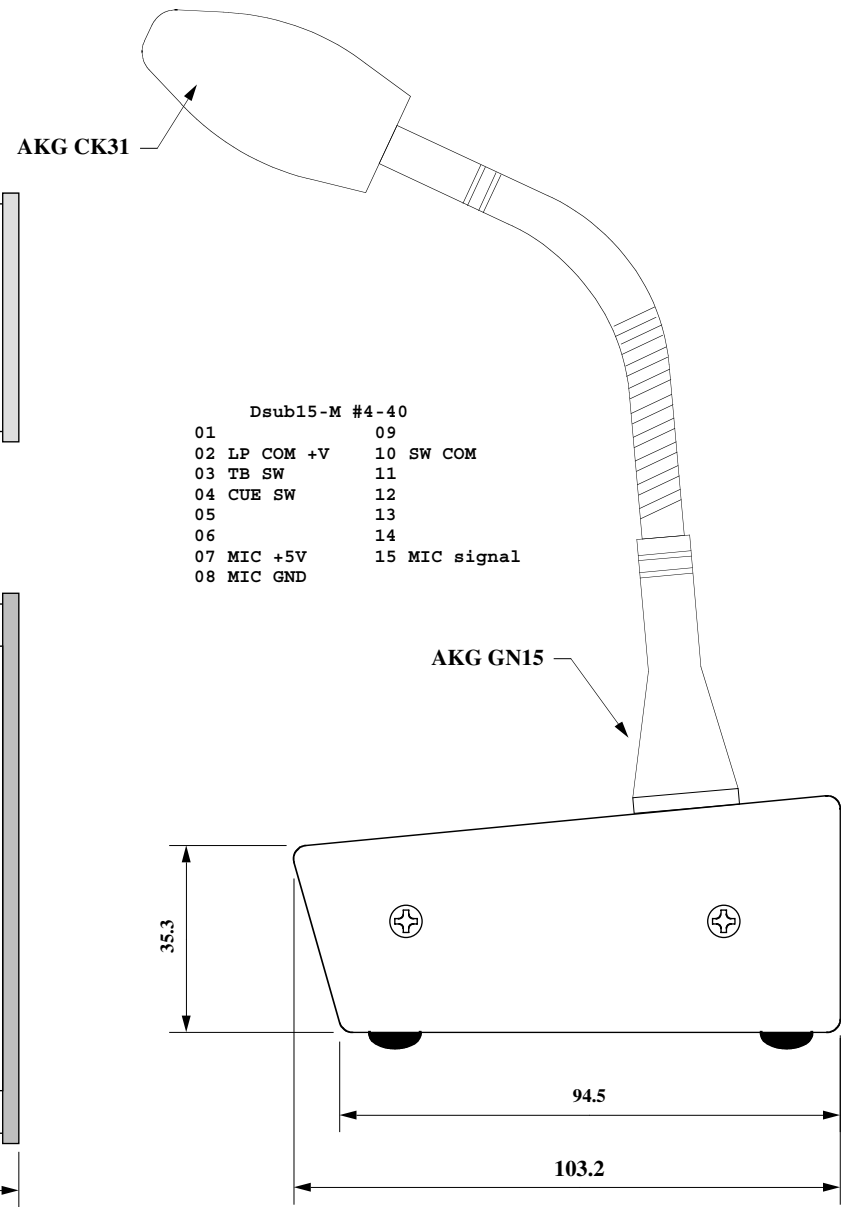 AKG CK31
Dsub15-M #4-40
01 09
02 LP COM +V 10 SW COM
03 TB SW 11
04 CUE SW 12
05 13
06 14
07 MIC +5V 15 MIC signal
08 MIC GND
AKG GN15
35.3
94.5
103.2